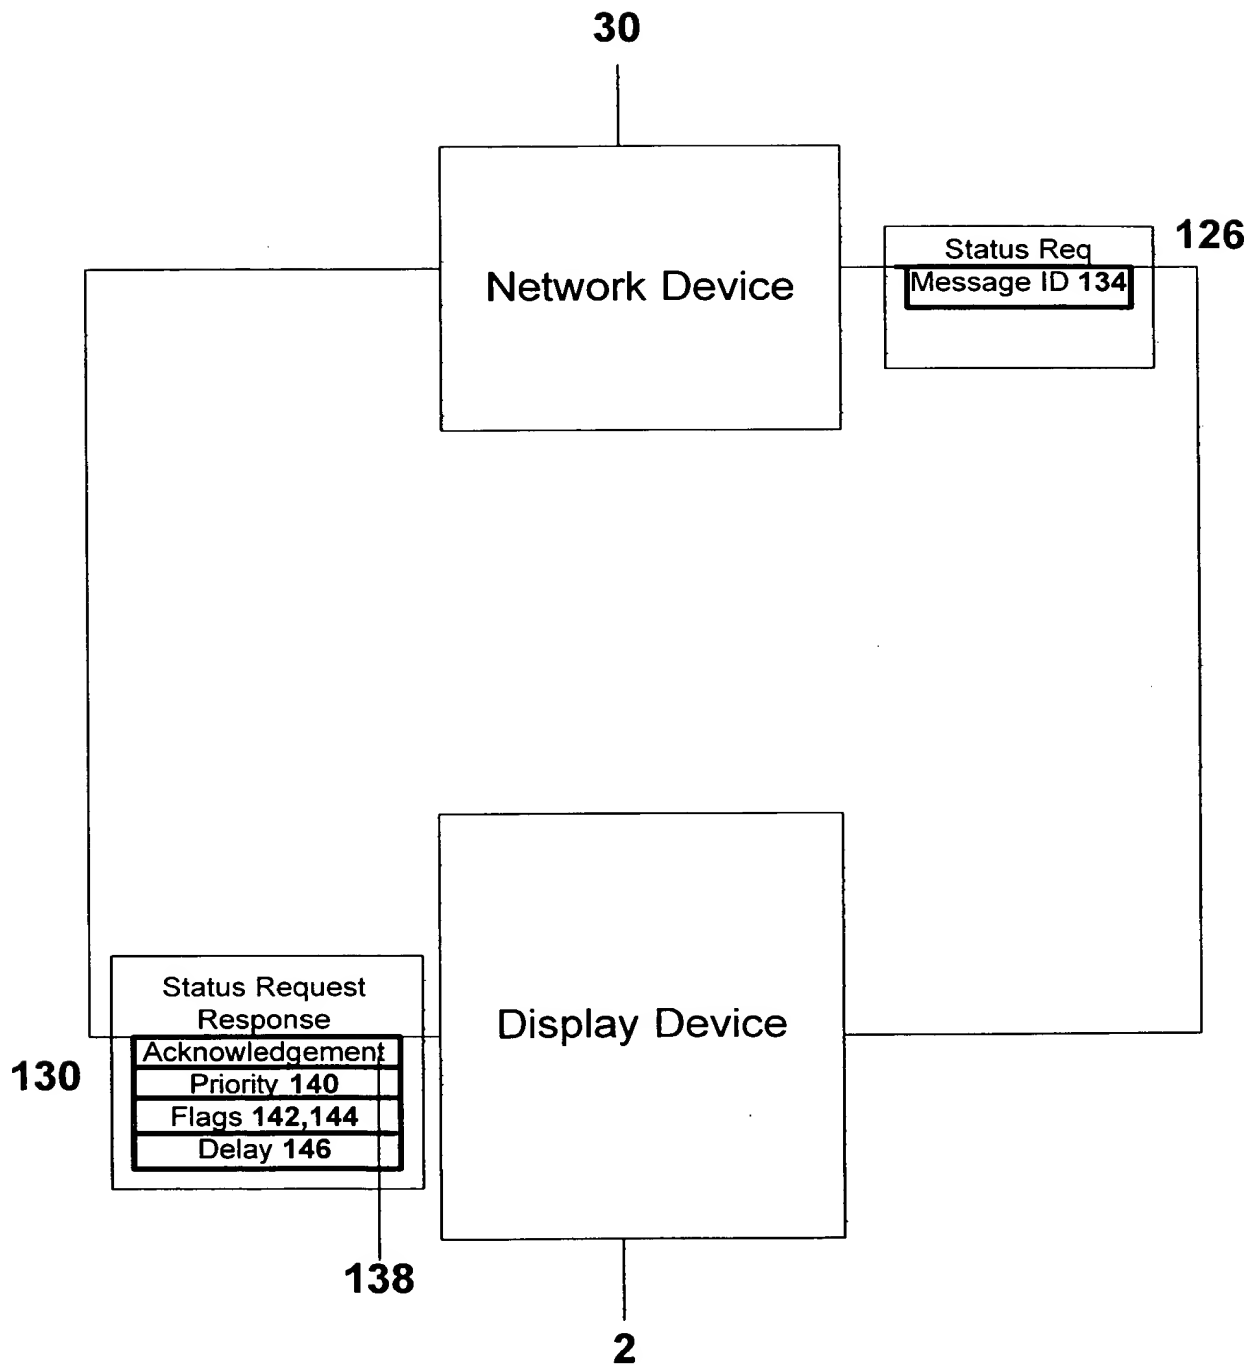 30
126
Status Req
Message ID 134
Network Device
Status Request
Response
Acknowledgement
Priority 140
Flags 142,144
Delay 146
130
Display Device
138
2